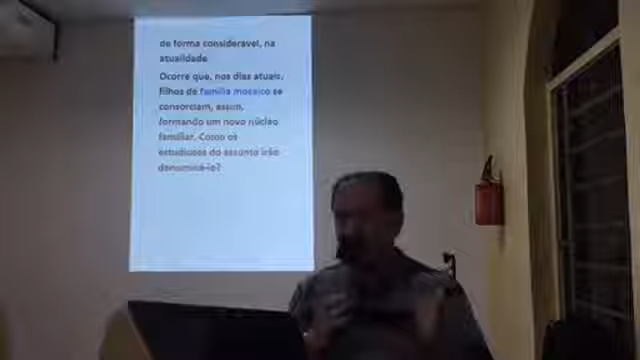 de forma considerável, na
atualidade
Ocorre que, nos dias atuais,
filhos de família mosaico se
consorciam, assim,
formando um novo núcleo
familiar. Como os
estudiosos do assunto irão
denominá-lo?